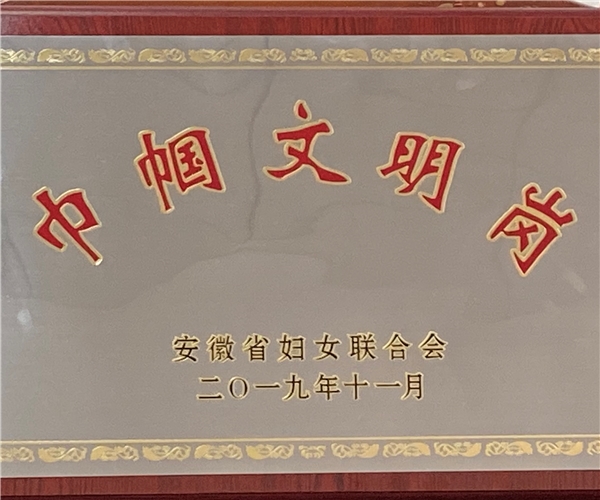 巾帼文明岗
安徽省妇女联合会
二〇一九年十一月